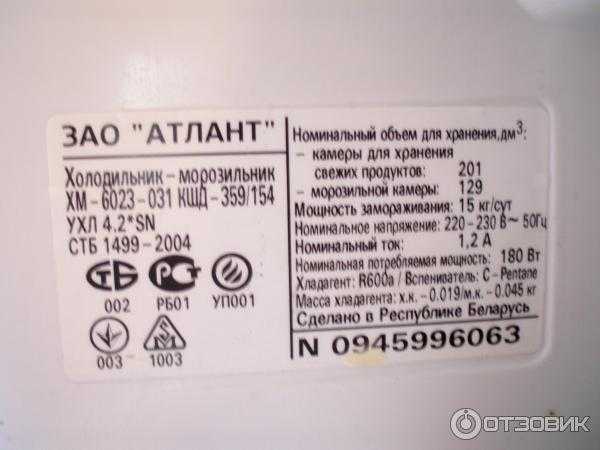 ЗАО "АТЛАНТ"
Холодильник – морозильник
ХМ – 6023 – 031 КШД – 359/154
УХЛ 4.2*SN
СТБ 1499 – 2004
002 РБ01 УП001
003 1003
Номинальный объем для хранения, дм³:
– камеры для хранения
свежих продуктов: 201
– морозильной камеры: 129
Мощность замораживания: 15 кг/сут
Номинальное напряжение: 220 – 230 В ~ 50Гц
Номинальный ток: 1,2 А
Номинальная потребляемая мощность: 180 Вт
Хладагент: R600a / Вспениватель: C – Pentane
Масса хладагента: х.к. – 0.019/м.к. – 0.045 кг
Сделано в Республике Беларусь
N 0945996063
ОТЗОВИК